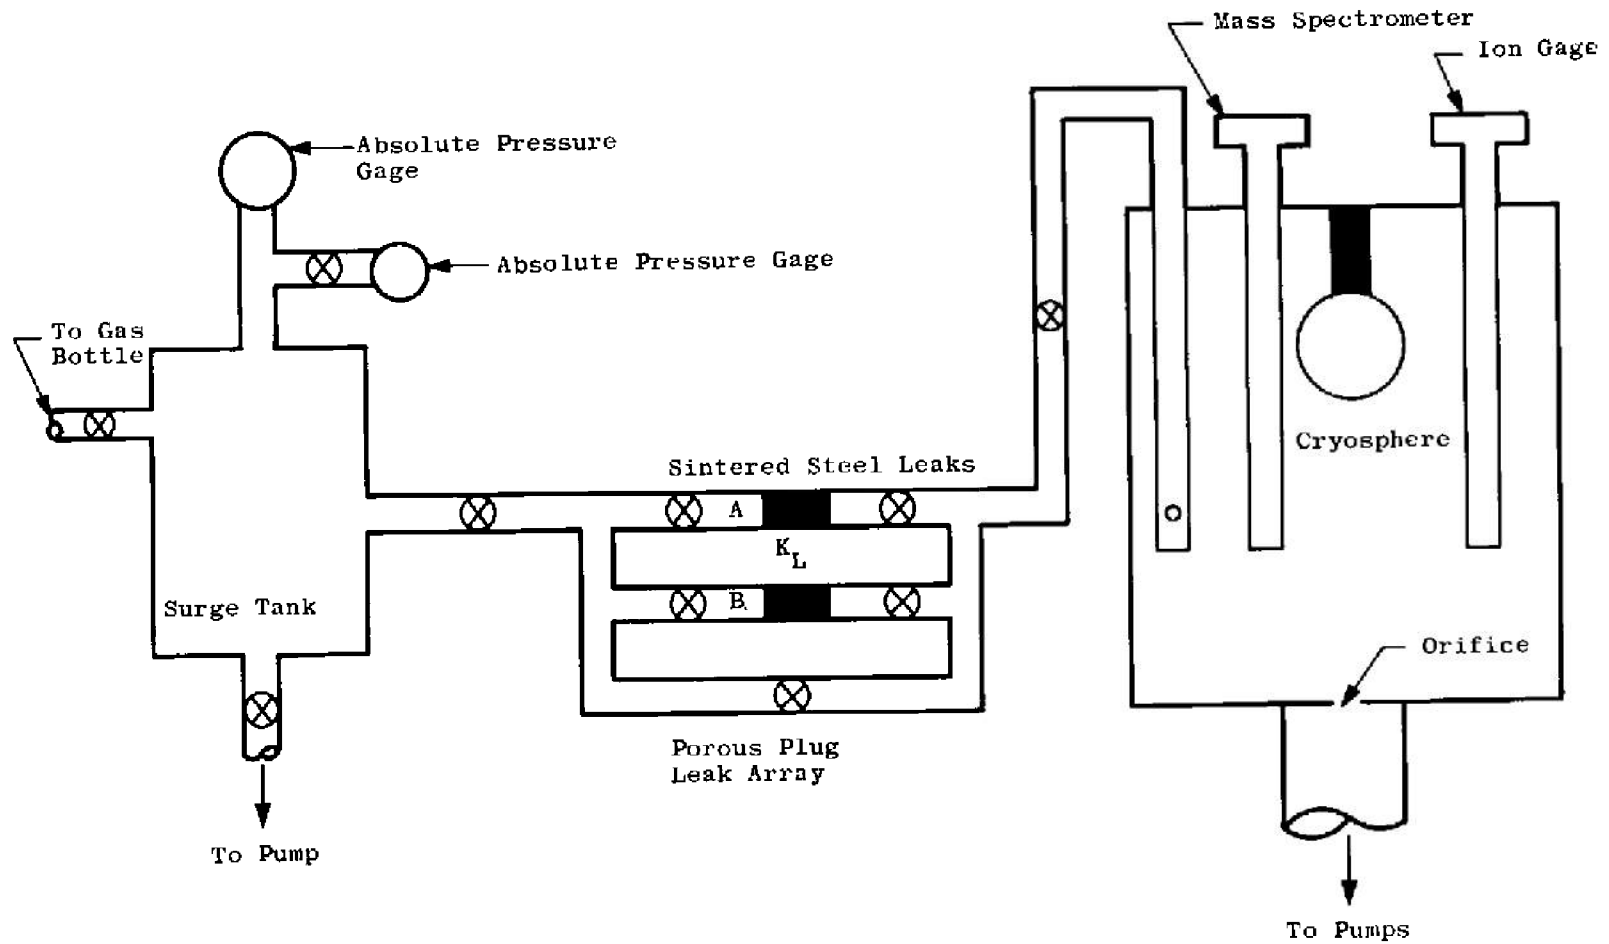 Mass Spectrometer
Ion Gage
Absolute Pressure
Gage
Absolute Pressure Gage
To Gas
Bottle
Cryosphere
Sintered Steel Leaks
A
K_L
B
Surge Tank
Orifice
Porous Plug
Leak Array
To Pump
To Pumps